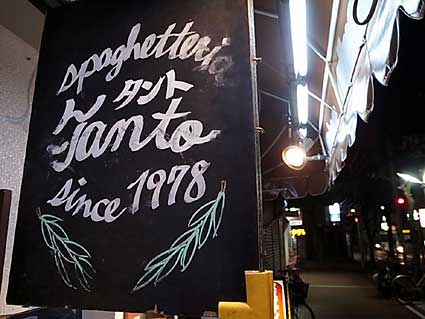 spaghetteria
タント
Tanto
since 1978